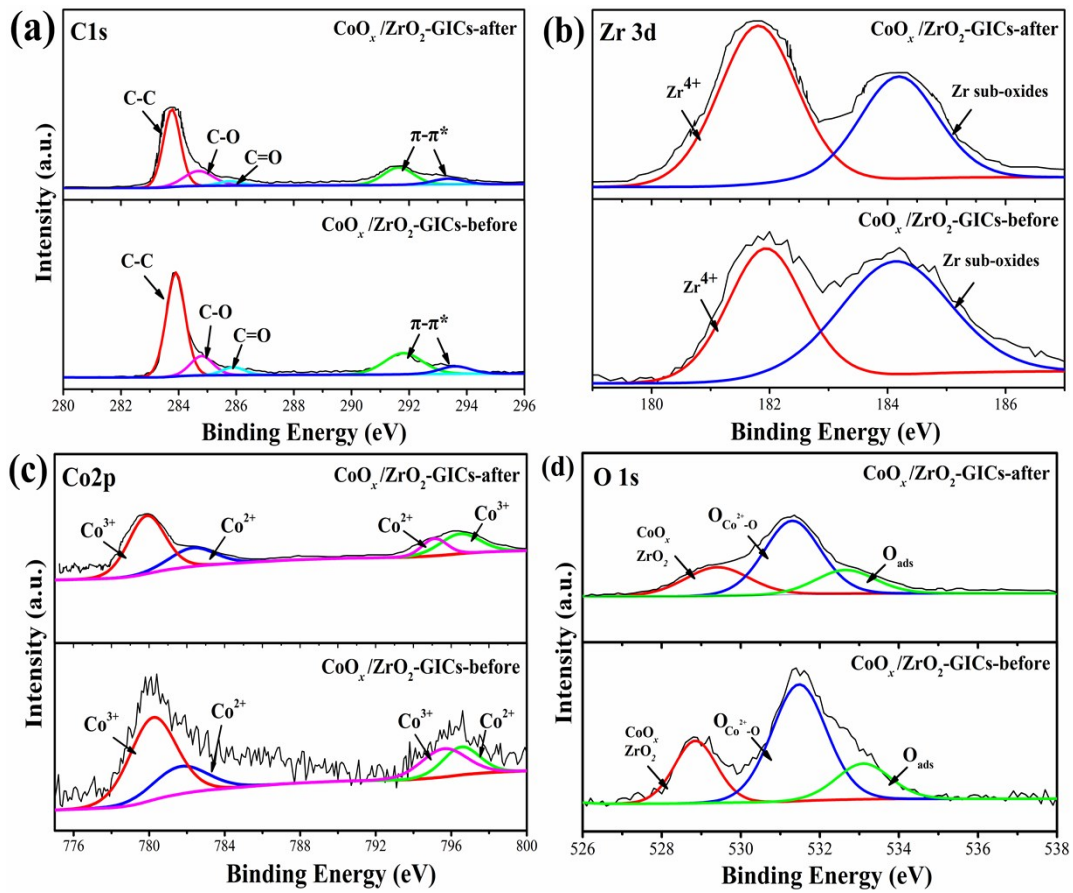 (a)
C1s
CoOₓ/ZrO₂-GICs-after
C-C
C-O
C=O
π-π*
CoOₓ/ZrO₂-GICs-before
C-C
C-O
C=O
π-π*
280 282 284 286 288 290 292 294 296
Binding Energy (eV)
Intensity (a.u.)
(b)
Zr 3d
CoOₓ/ZrO₂-GICs-after
Zr⁴⁺
Zr sub-oxides
CoOₓ/ZrO₂-GICs-before
Zr⁴⁺
Zr sub-oxides
180 182 184 186
Binding Energy (eV)
(c)
Co2p
CoOₓ/ZrO₂-GICs-after
Co³⁺
Co²⁺
Co²⁺
Co³⁺
CoOₓ/ZrO₂-GICs-before
Co³⁺
Co²⁺
Co³⁺
Co²⁺
776 780 784 788 792 796 800
Binding Energy (eV)
Intensity (a.u.)
(d)
O 1s
CoOₓ/ZrO₂-GICs-after
CoOₓ
ZrO₂
O Co²⁺-O
O ads
CoOₓ/ZrO₂-GICs-before
CoOₓ
ZrO₂
O Co²⁺-O
O ads
526 528 530 532 534 536 538
Binding Energy (eV)
Intensity (a.u.)